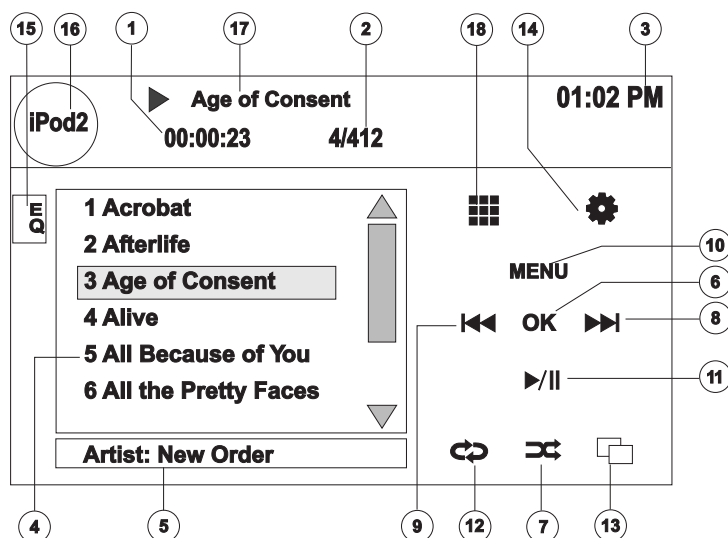 15 16 1 17 2 18 14 3
iPod2
Age of Consent
01:02 PM
00:00:23 4/412
EQ
1 Acrobat
2 Afterlife
3 Age of Consent
4 Alive
5 All Because of You
6 All the Pretty Faces
Artist: New Order
MENU
10
OK
6
8
/
11
4 5 9 12 7 13